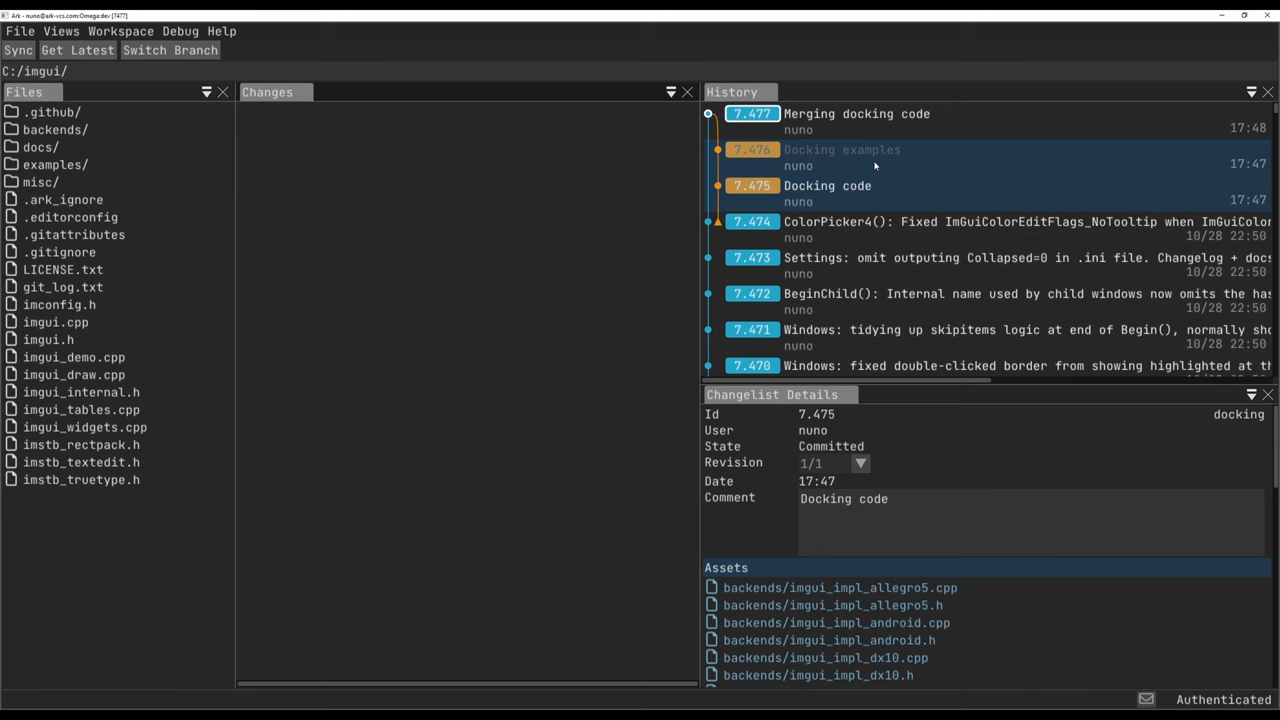 Ark - nuno@ark-vcs.com:Omega:dev [7477]
File Views Workspace Debug Help
Sync Get Latest Switch Branch
C:/imgui/
Files
.github/
backends/
docs/
examples/
misc/
.ark_ignore
.editorconfig
.gitattributes
.gitignore
LICENSE.txt
git_log.txt
imconfig.h
imgui.cpp
imgui.h
imgui_demo.cpp
imgui_draw.cpp
imgui_internal.h
imgui_tables.cpp
imgui_widgets.cpp
imstb_rectpack.h
imstb_textedit.h
imstb_truetype.h
Changes
History
7.477 Merging docking code
nuno 17:48
7.476 Docking examples
nuno 17:47
7.475 Docking code
nuno 17:47
7.474 ColorPicker4(): Fixed ImGuiColorEditFlags_NoTooltip when ImGuiColor
nuno 10/28 22:50
7.473 Settings: omit outputing Collapsed=0 in .ini file. Changelog + docs
nuno 10/28 22:50
7.472 BeginChild(): Internal name used by child windows now omits the has
nuno 10/28 22:50
7.471 Windows: tidying up skipitems logic at end of Begin(), normally sho
nuno 10/28 22:50
7.470 Windows: fixed double-clicked border from showing highlighted at th
Changelist Details
Id 7.475 docking
User nuno
State Committed
Revision 1/1
Date 17:47
Comment Docking code
Assets
backends/imgui_impl_allegro5.cpp
backends/imgui_impl_allegro5.h
backends/imgui_impl_android.cpp
backends/imgui_impl_android.h
backends/imgui_impl_dx10.cpp
backends/imgui_impl_dx10.h
Authenticated